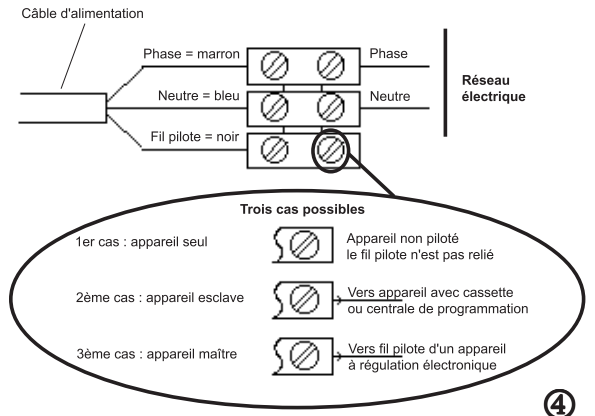 Câble d'alimentation
Phase = marron
Phase
Neutre = bleu
Neutre
Réseau
électrique
Fil pilote = noir
Trois cas possibles
1er cas : appareil seul
Appareil non piloté
le fil pilote n'est pas relié
2ème cas : appareil esclave
Vers appareil avec cassette
ou centrale de programmation
3ème cas : appareil maître
Vers fil pilote d'un appareil
à régulation électronique
④